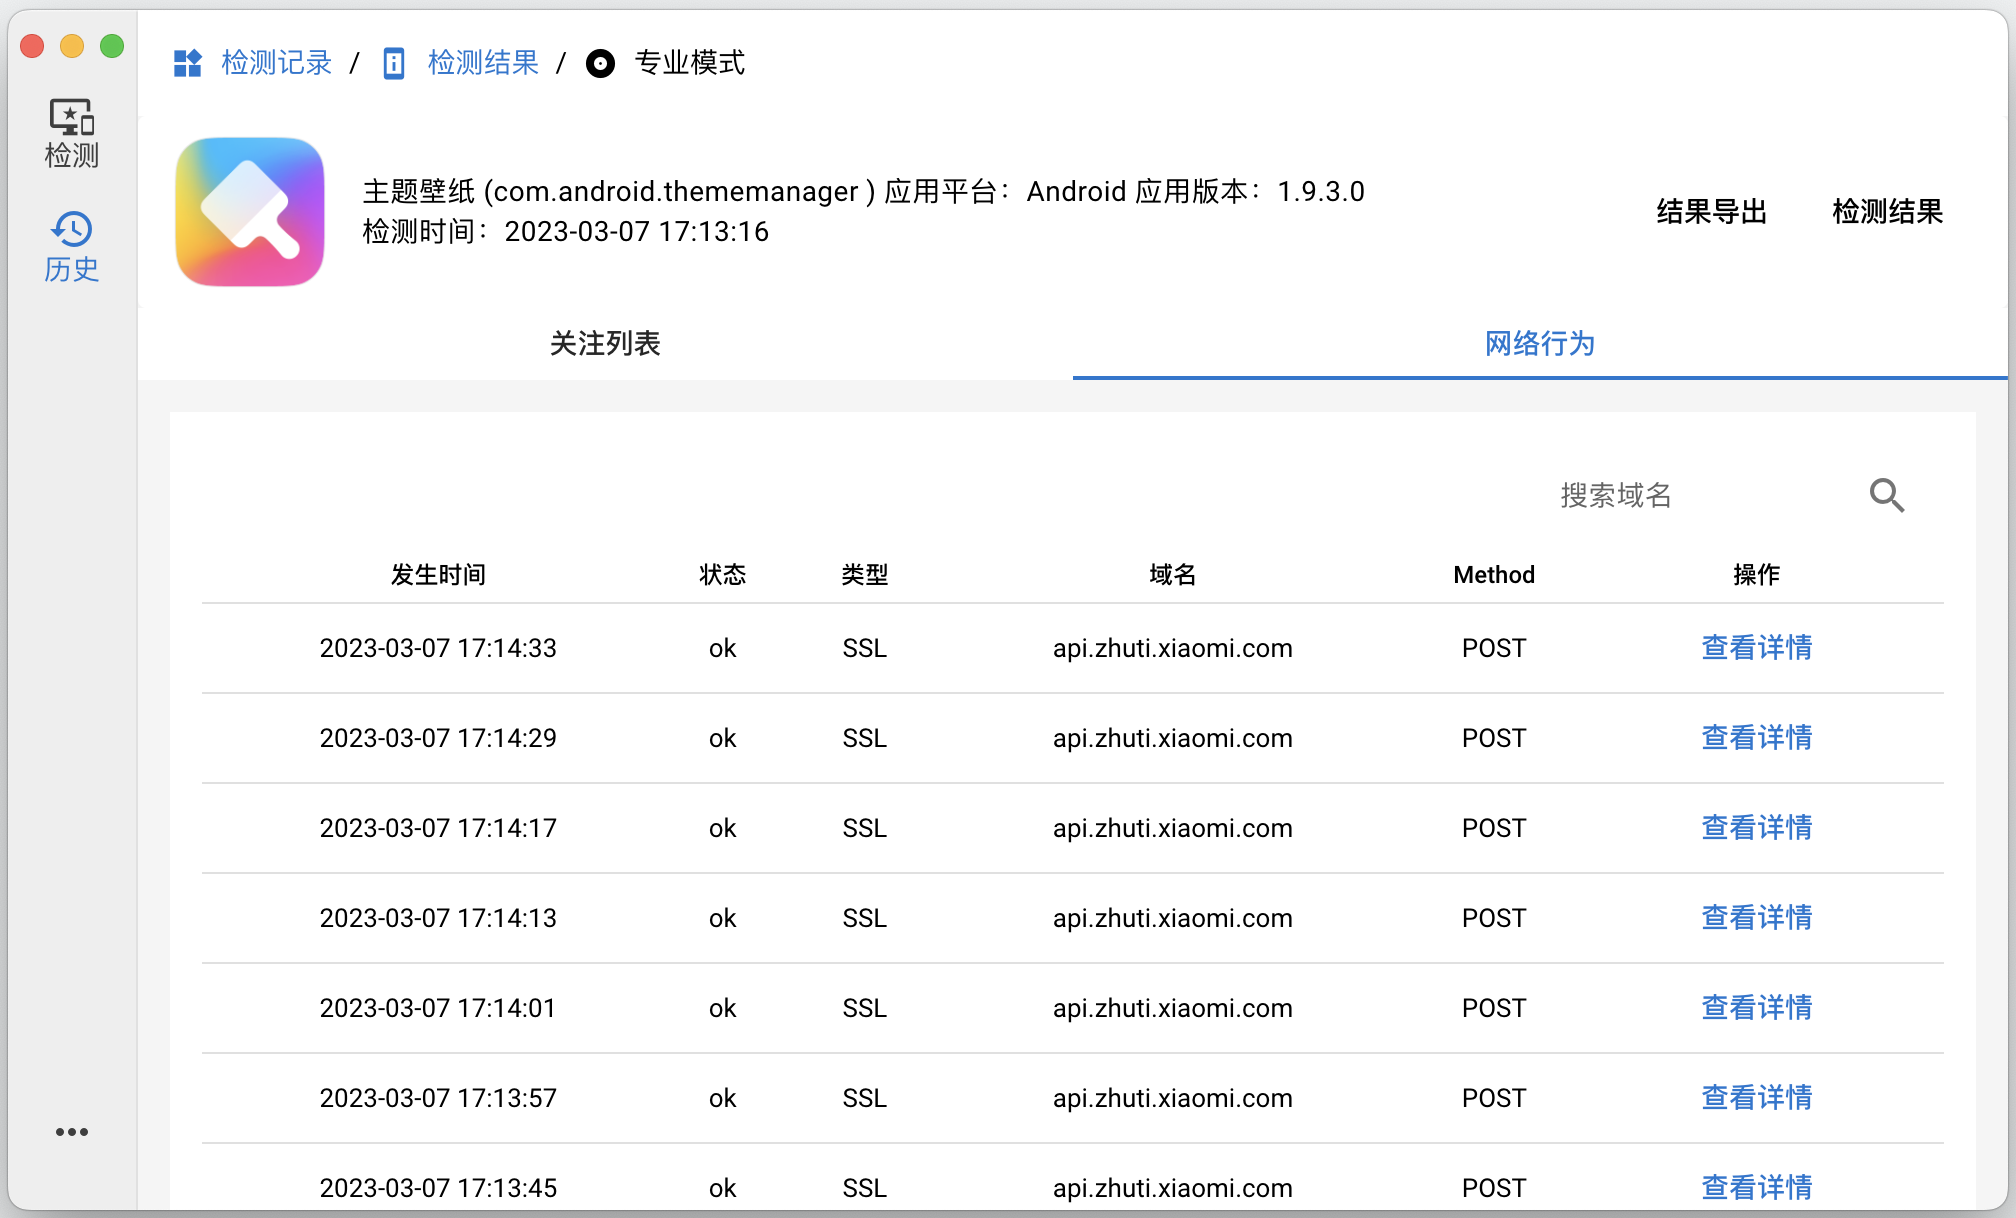 检测记录 / 检测结果 / 专业模式
检测
历史
主题壁纸 (com.android.thememanager ) 应用平台：Android 应用版本：1.9.3.0
检测时间：2023-03-07 17:13:16
结果导出 检测结果
关注列表 网络行为
搜索域名
发生时间 状态 类型 域名 Method 操作
2023-03-07 17:14:33 ok SSL api.zhuti.xiaomi.com POST 查看详情
2023-03-07 17:14:29 ok SSL api.zhuti.xiaomi.com POST 查看详情
2023-03-07 17:14:17 ok SSL api.zhuti.xiaomi.com POST 查看详情
2023-03-07 17:14:13 ok SSL api.zhuti.xiaomi.com POST 查看详情
2023-03-07 17:14:01 ok SSL api.zhuti.xiaomi.com POST 查看详情
2023-03-07 17:13:57 ok SSL api.zhuti.xiaomi.com POST 查看详情
2023-03-07 17:13:45 ok SSL api.zhuti.xiaomi.com POST 查看详情